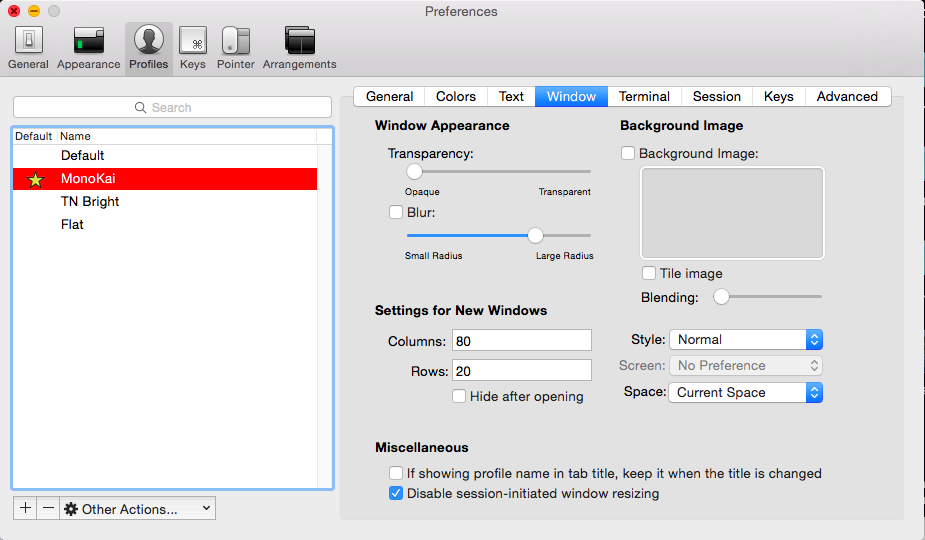 Preferences
General Appearance Profiles Keys Pointer Arrangements
Search
Default Name
Default
MonoKai
TN Bright
Flat
Other Actions...
General Colors Text Window Terminal Session Keys Advanced
Window Appearance
Transparency:
Opaque Transparent
Blur:
Small Radius Large Radius
Background Image
Background Image:
Tile image
Blending:
Settings for New Windows
Columns: 80
Rows: 20
Hide after opening
Style: Normal
Screen: No Preference
Space: Current Space
Miscellaneous
If showing profile name in tab title, keep it when the title is changed
Disable session-initiated window resizing